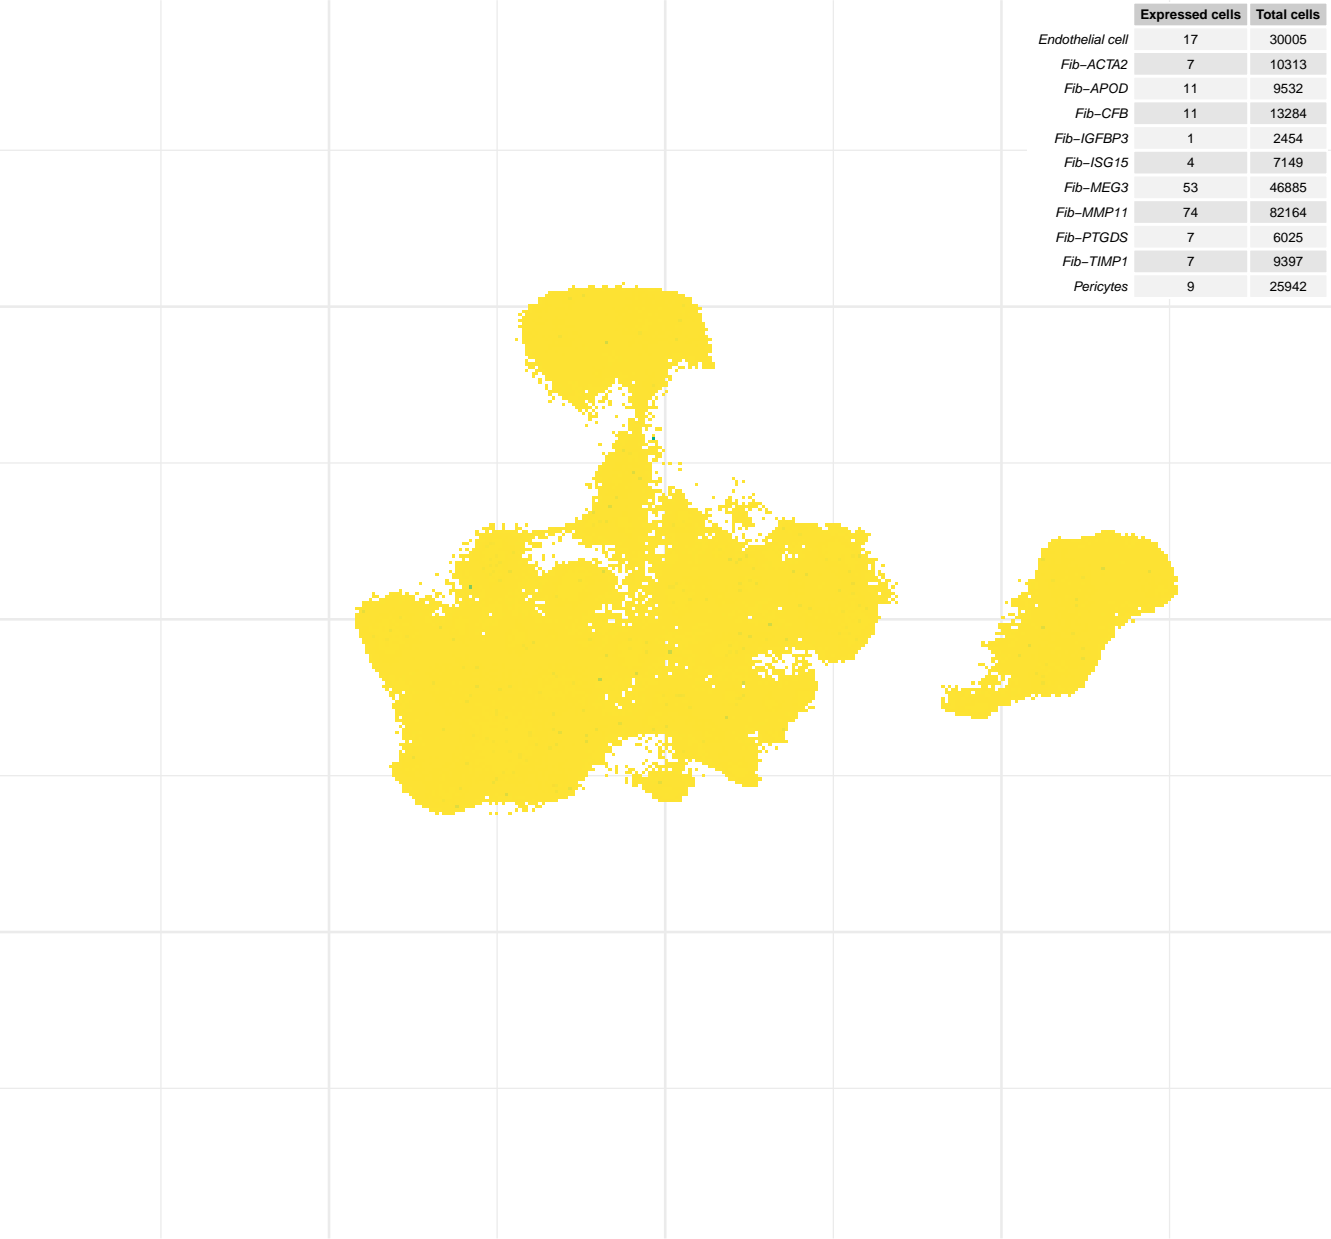 Expressed cells Total cells
Endothelial cell 17 30005
Fib−ACTA2 7 10313
Fib−APOD 11 9532
Fib−CFB 11 13284
Fib−IGFBP3 1 2454
Fib−ISG15 4 7149
Fib−MEG3 53 46885
Fib−MMP11 74 82164
Fib−PTGDS 7 6025
Fib−TIMP1 7 9397
Pericytes 9 25942